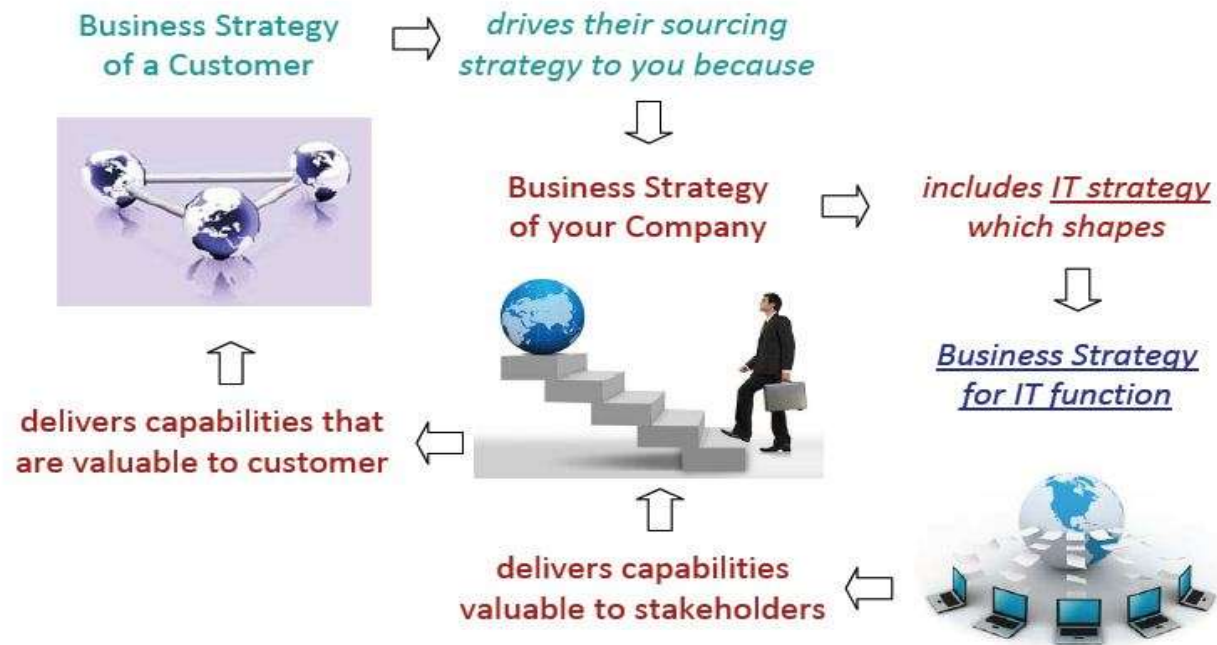 Business Strategy
of a Customer
drives their sourcing
strategy to you because
Business Strategy
of your Company
includes IT strategy
which shapes
Business Strategy
for IT function
delivers capabilities that
are valuable to customer
delivers capabilities
valuable to stakeholders